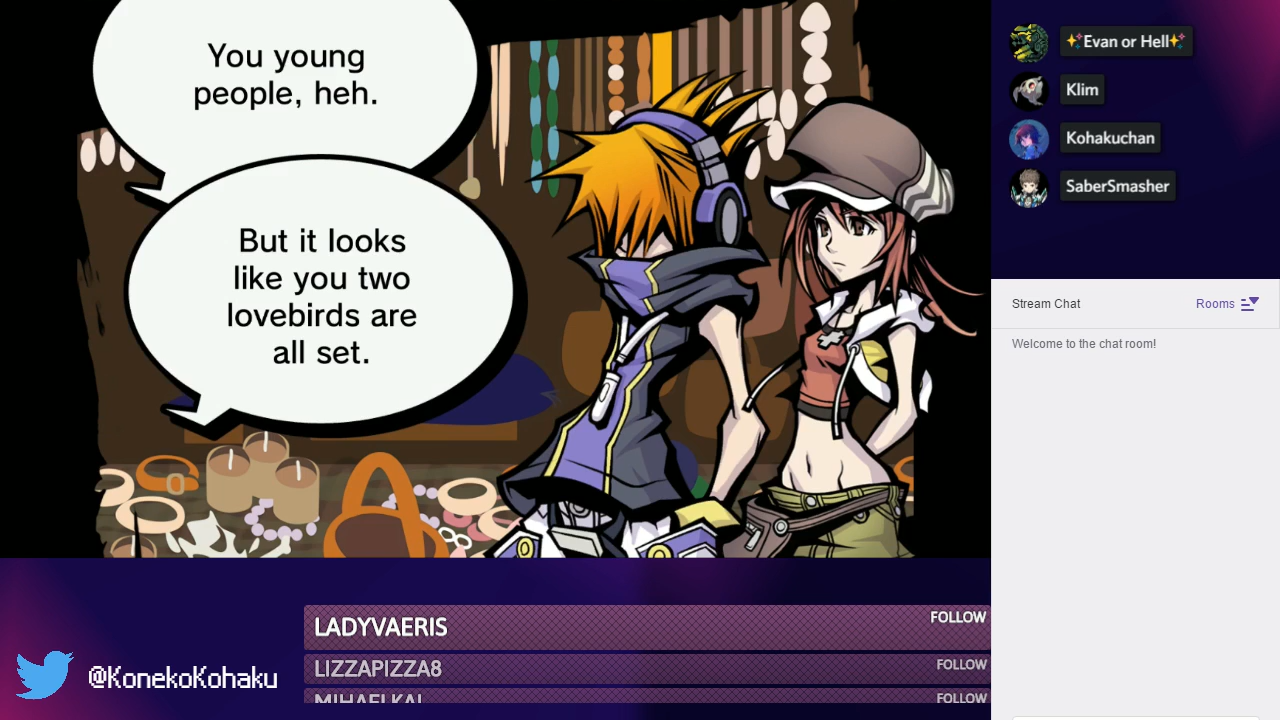 You young
people, heh.
But it looks
like you two
lovebirds are
all set.
✨Evan or Hell✨
Klim
Kohakuchan
SaberSmasher
Stream Chat
Rooms
Welcome to the chat room!
LADYVAERIS
FOLLOW
LIZZAPIZZA8
FOLLOW
MIHAELKAI
FOLLOW
@KonekoKohaku